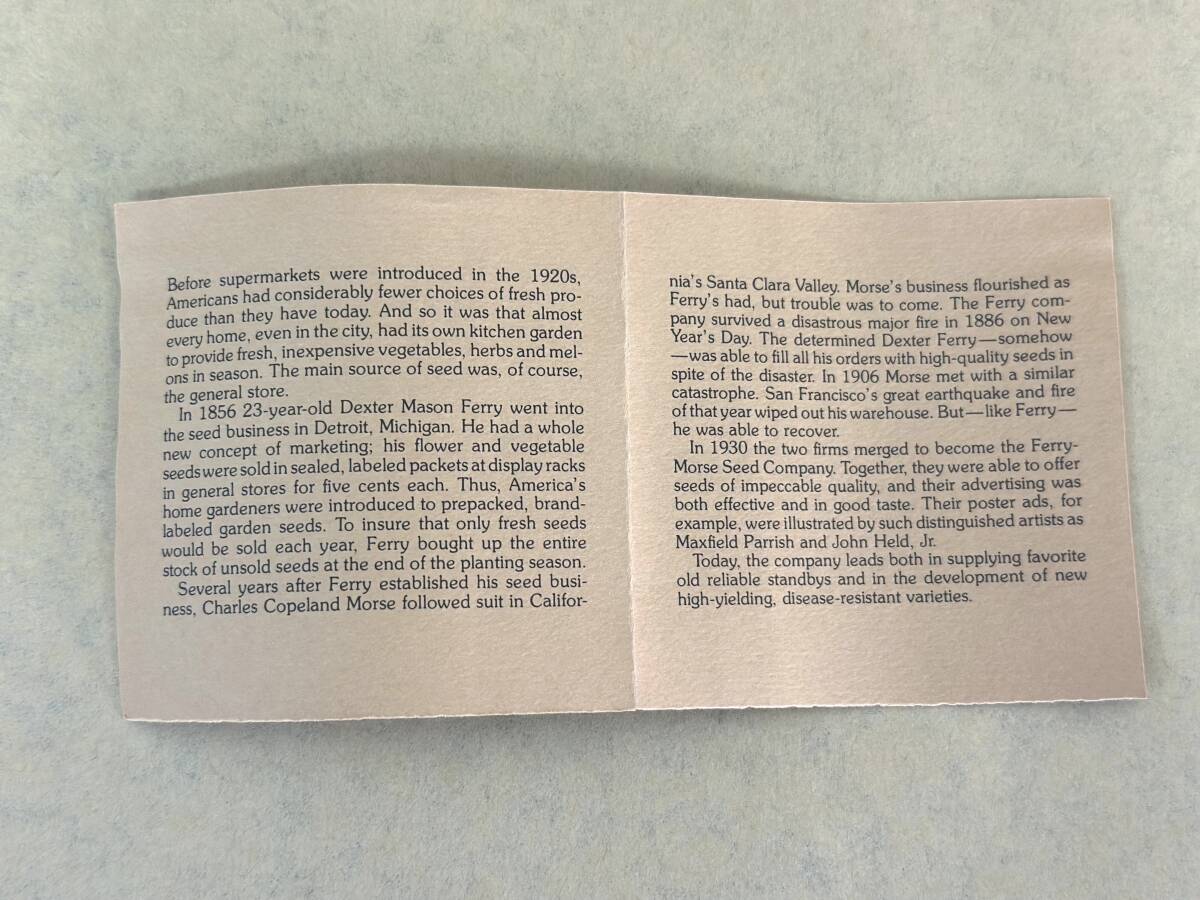 Before supermarkets were introduced in the 1920s,
Americans had considerably fewer choices of fresh pro-
duce than they have today. And so it was that almost
every home, even in the city, had its own kitchen garden
to provide fresh, inexpensive vegetables, herbs and mel-
ons in season. The main source of seed was, of course,
the general store.
In 1856 23-year-old Dexter Mason Ferry went into
the seed business in Detroit, Michigan. He had a whole
new concept of marketing; his flower and vegetable
seeds were sold in sealed, labeled packets at display racks
in general stores for five cents each. Thus, America's
home gardeners were introduced to prepacked, brand-
labeled garden seeds. To insure that only fresh seeds
would be sold each year, Ferry bought up the entire
stock of unsold seeds at the end of the planting season.
Several years after Ferry established his seed busi-
ness, Charles Copeland Morse followed suit in Califor-
nia's Santa Clara Valley. Morse's business flourished as
Ferry's had, but trouble was to come. The Ferry com-
pany survived a disastrous major fire in 1886 on New
Year's Day. The determined Dexter Ferry—somehow
—was able to fill all his orders with high-quality seeds in
spite of the disaster. In 1906 Morse met with a similar
catastrophe. San Francisco's great earthquake and fire
of that year wiped out his warehouse. But—like Ferry—
he was able to recover.
In 1930 the two firms merged to become the Ferry-
Morse Seed Company. Together, they were able to offer
seeds of impeccable quality, and their advertising was
both effective and in good taste. Their poster ads, for
example, were illustrated by such distinguished artists as
Maxfield Parrish and John Held, Jr.
Today, the company leads both in supplying favorite
old reliable standbys and in the development of new
high-yielding, disease-resistant varieties.